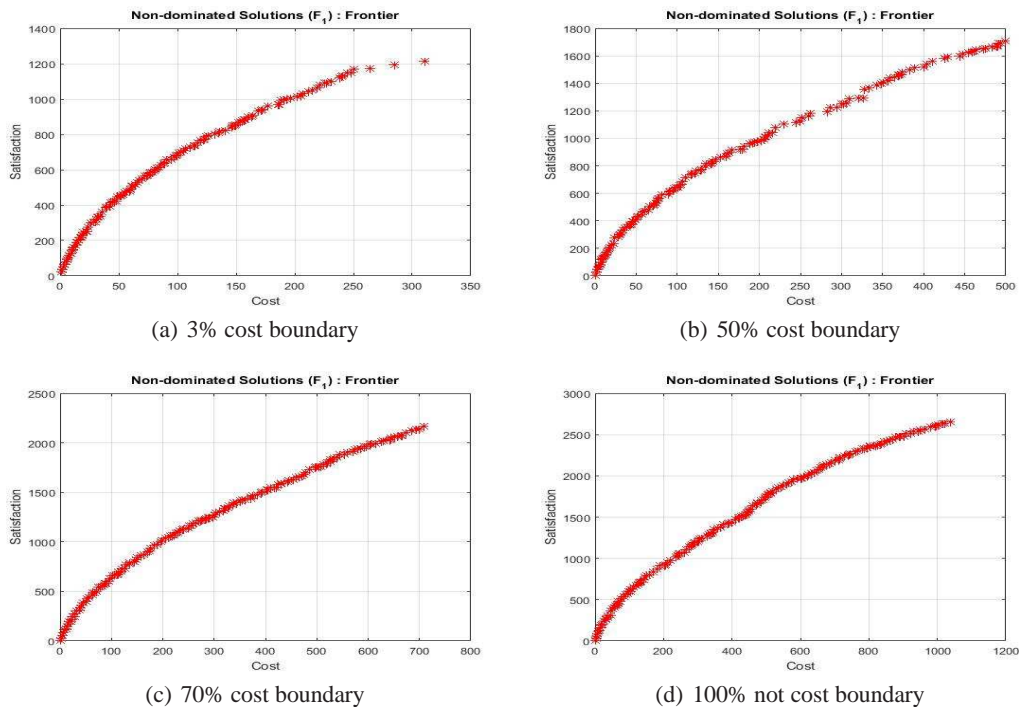 Non-dominated Solutions (F1) : Frontier
1400
1200
1000
800
600
400
200
0
Satisfaction
0 50 100 150 200 250 300 350
Cost
(a) 3% cost boundary
Non-dominated Solutions (F1) : Frontier
1800
1600
1400
1200
1000
800
600
400
200
0
Satisfaction
0 50 100 150 200 250 300 350 400 450 500
Cost
(b) 50% cost boundary
Non-dominated Solutions (F1) : Frontier
2500
2000
1500
1000
500
0
Satisfaction
0 100 200 300 400 500 600 700 800
Cost
(c) 70% cost boundary
Non-dominated Solutions (F1) : Frontier
3000
2500
2000
1500
1000
500
0
Satisfaction
0 200 400 600 800 1000 1200
Cost
(d) 100% not cost boundary